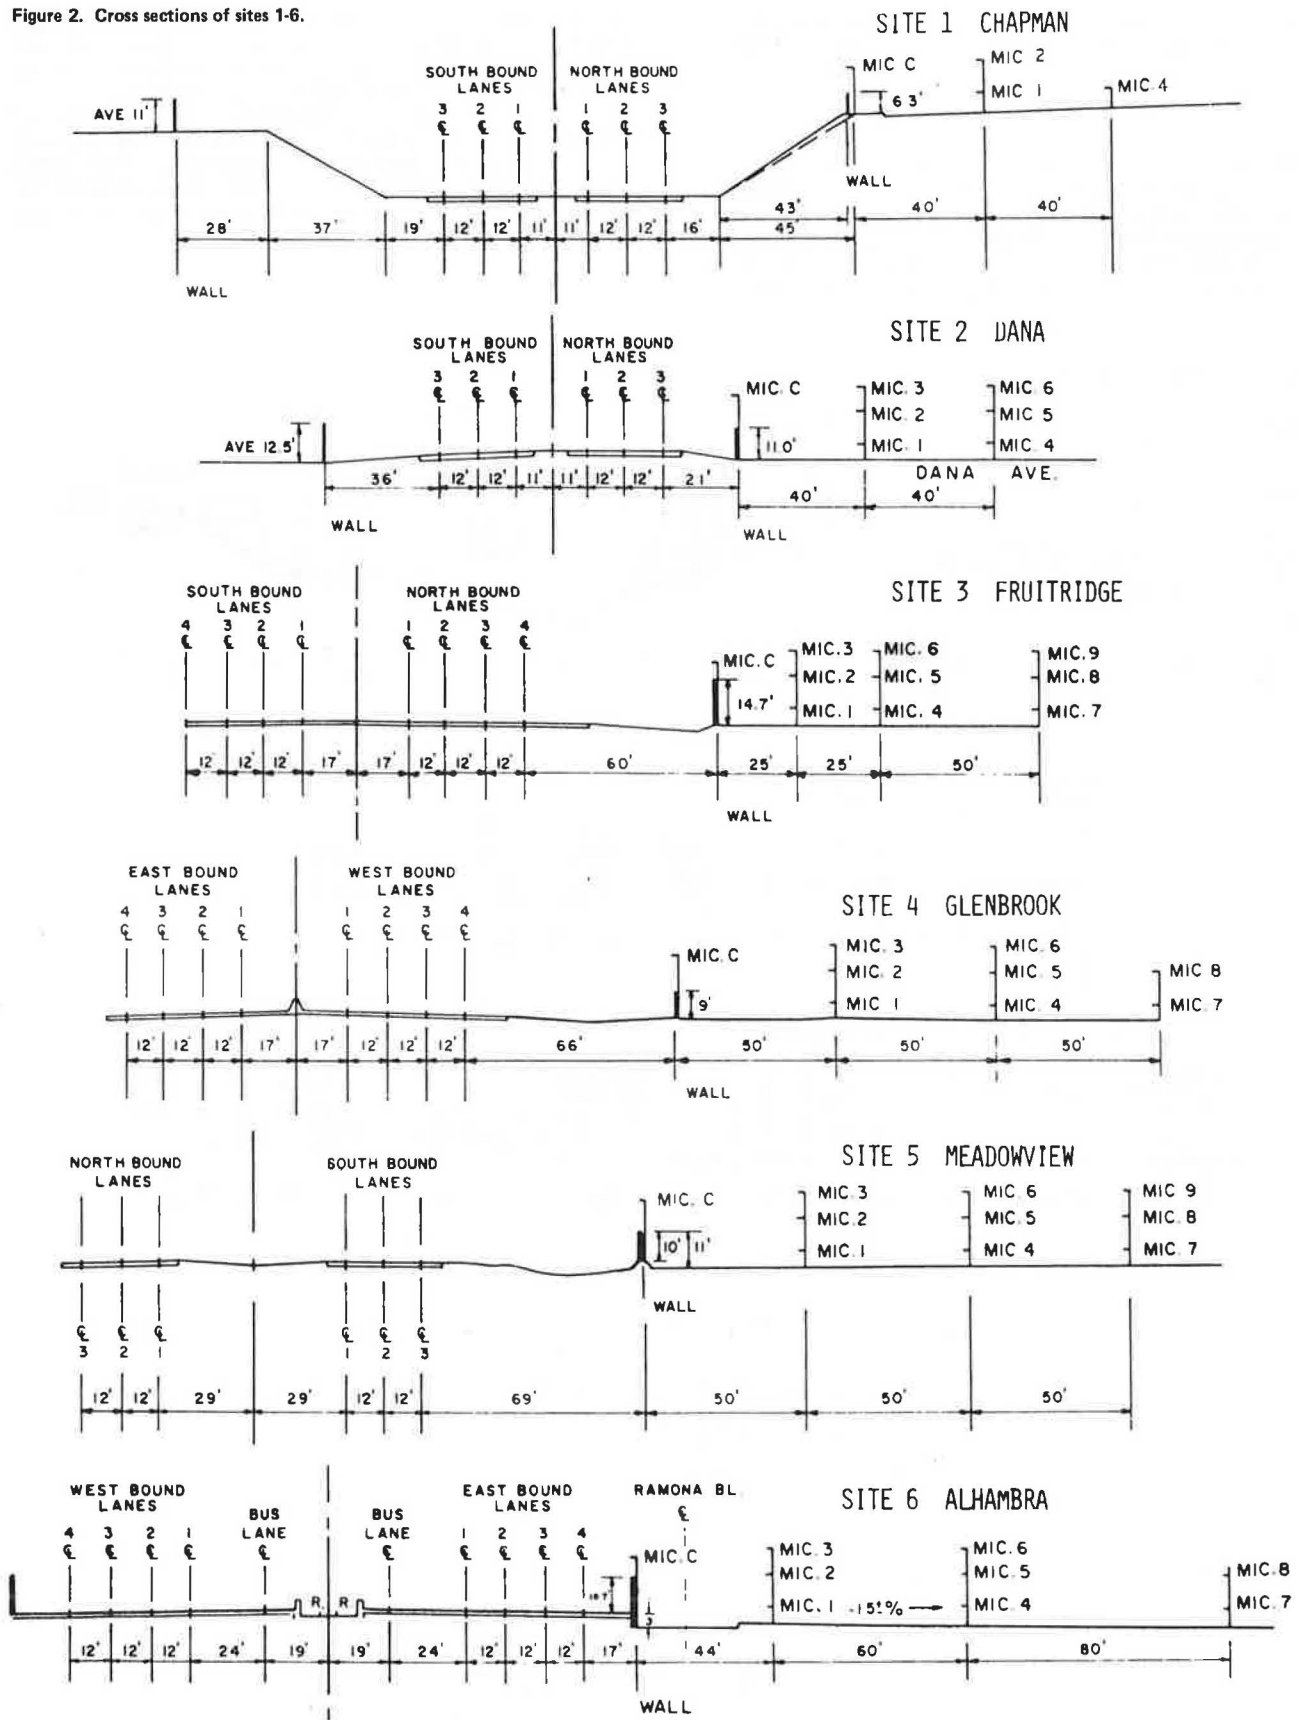 Figure 2. Cross sections of sites 1-6.
SITE 1 CHAPMAN
SOUTH BOUND LANES
NORTH BOUND LANES
3 2 1 1 2 3
℄ ℄ ℄ ℄ ℄ ℄
AVE 11'
MIC C
MIC 2
MIC 1
MIC 4
6.3'
WALL
28' 37' 19' 12' 12' 11' 11' 12' 12' 16' 43' 45' 40' 40'
WALL
SITE 2 DANA
SOUTH BOUND LANES
NORTH BOUND LANES
3 2 1 1 2 3
℄ ℄ ℄ ℄ ℄ ℄
AVE 12.5'
MIC. C
MIC. 3
MIC. 2
MIC. 1
MIC. 6
MIC 5
MIC. 4
11.0'
DANA AVE.
36' 12' 12' 11' 11' 12' 12' 21' 40' 40'
WALL
WALL
SITE 3 FRUITRIDGE
SOUTH BOUND LANES
NORTH BOUND LANES
4 3 2 1 1 2 3 4
℄ ℄ ℄ ℄ ℄ ℄ ℄ ℄
MIC. C
MIC. 3
MIC. 2
MIC. 1
MIC. 6
MIC. 5
MIC. 4
MIC. 9
MIC. 8
MIC. 7
14.7'
12' 12' 12' 17' 17' 12' 12' 12' 60' 25' 25' 50'
WALL
SITE 4 GLENBROOK
EAST BOUND LANES
WEST BOUND LANES
4 3 2 1 1 2 3 4
℄ ℄ ℄ ℄ ℄ ℄ ℄ ℄
MIC. C
MIC. 3
MIC. 2
MIC 1
MIC. 6
MIC. 5
MIC. 4
MIC 8
MIC. 7
9'
12' 12' 12' 17' 17' 12' 12' 12' 66' 50' 50' 50'
WALL
SITE 5 MEADOWVIEW
NORTH BOUND LANES
SOUTH BOUND LANES
MIC. C
MIC. 3
MIC. 2
MIC. 1
MIC. 6
MIC. 5
MIC 4
MIC 9
MIC. 8
MIC. 7
10' 11'
WALL
℄ ℄ ℄ ℄ ℄ ℄
3 2 1 1 2 3
12' 12' 29' 29' 12' 12' 69' 50' 50' 50'
SITE 6 ALHAMBRA
WEST BOUND LANES
BUS LANE
BUS LANE
EAST BOUND LANES
RAMONA BL.
℄
4 3 2 1 1 2 3 4
℄ ℄ ℄ ℄ ℄ ℄ ℄ ℄ ℄ ℄
MIC. C
MIC. 3
MIC. 2
MIC. 1
MIC. 6
MIC. 5
MIC. 4
MIC. 8
MIC. 7
R. R
3'
12' 12' 12' 24' 19' 19' 24' 12' 12' 12' 17' 44' 60' 80'
WALL